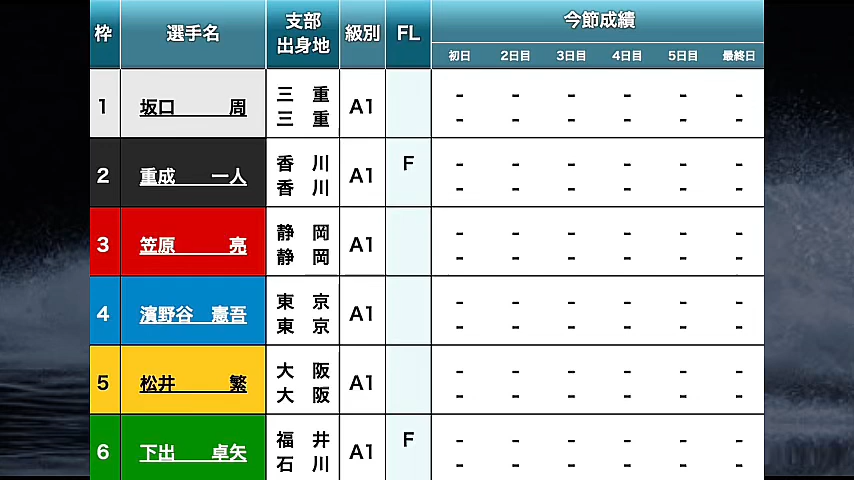 枠 選手名 支部 出身地 級別 FL 今節成績
初日 2日目 3日目 4日目 5日目 最終日
1 坂口 周 三 重 三 重 A1 - - - - - - - - - - - -
2 重成 一人 香 川 香 川 A1 F - - - - - - - - - - - -
3 笠原 亮 静 岡 静 岡 A1 - - - - - - - - - - - -
4 濱野谷 憲吾 東 京 東 京 A1 - - - - - - - - - - - -
5 松井 繁 大 阪 大 阪 A1 - - - - - - - - - - - -
6 下出 卓矢 福 井 石 川 A1 F - - - - - - - - - - - -